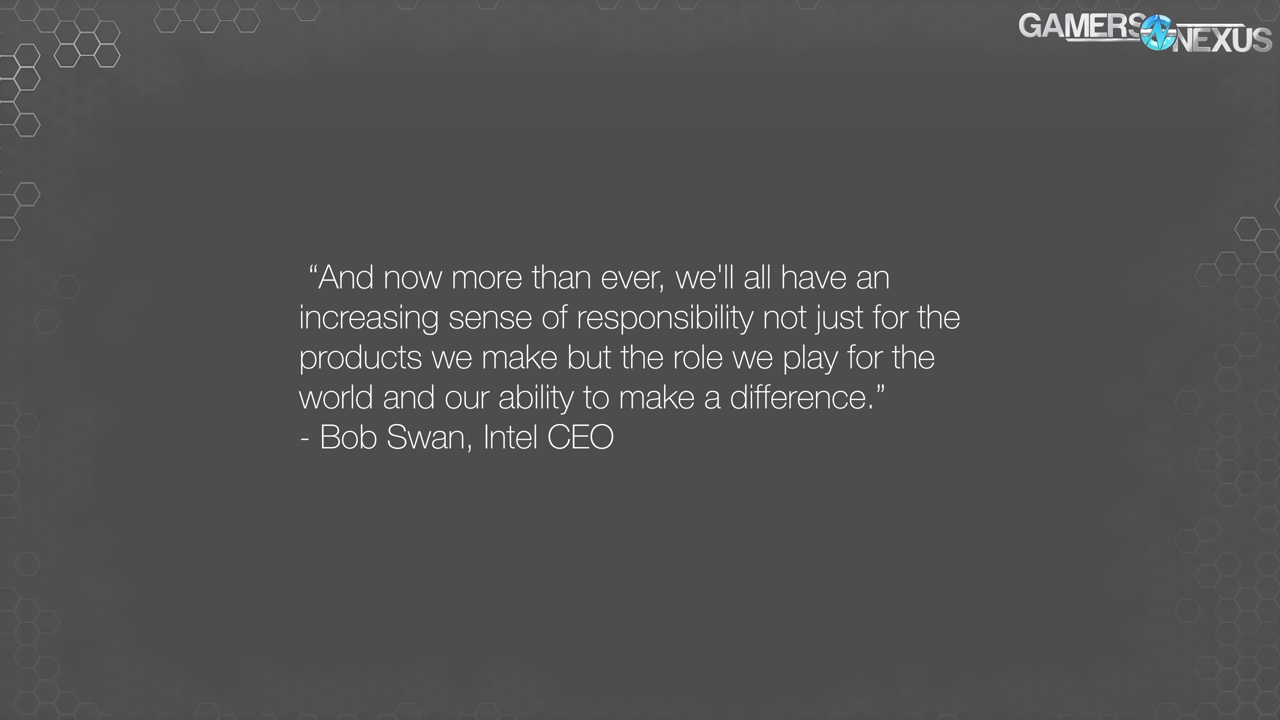 GAMERS NEXUS
“And now more than ever, we'll all have an
increasing sense of responsibility not just for the
products we make but the role we play for the
world and our ability to make a difference.”
- Bob Swan, Intel CEO